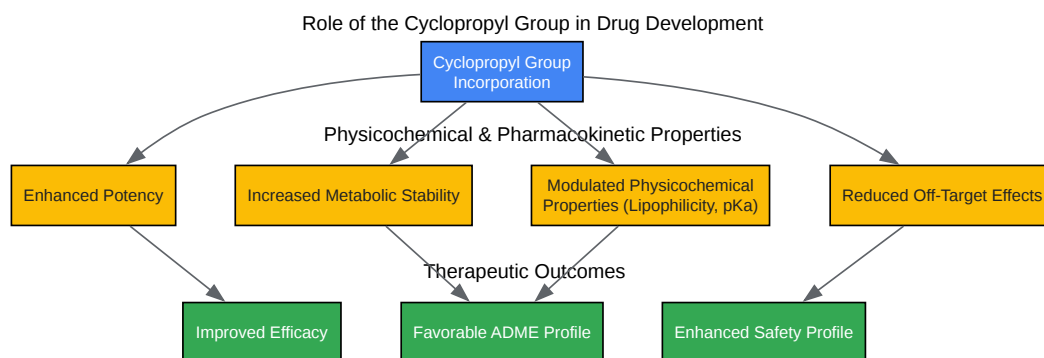 Role of the Cyclopropyl Group in Drug Development
Cyclopropyl Group
Incorporation
Physicochemical & Pharmacokinetic Properties
Enhanced Potency
Increased Metabolic Stability
Modulated Physicochemical
Properties (Lipophilicity, pKa)
Reduced Off-Target Effects
Therapeutic Outcomes
Improved Efficacy
Favorable ADME Profile
Enhanced Safety Profile